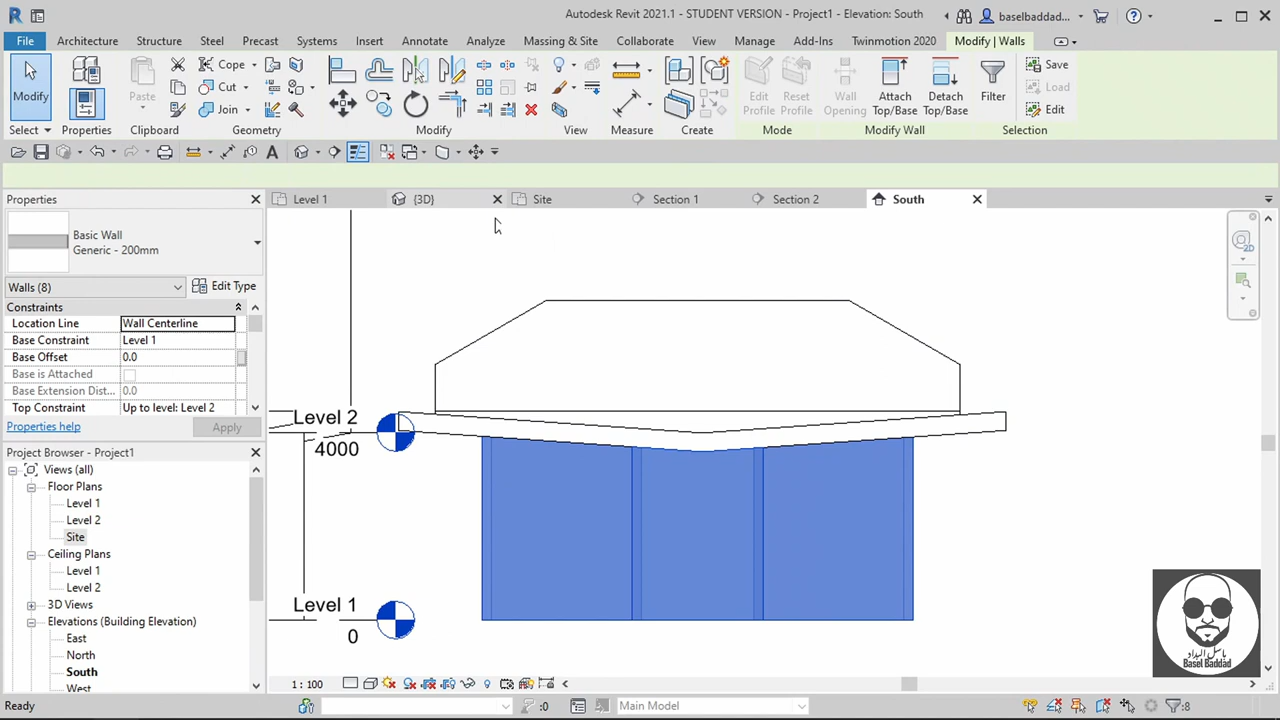 Autodesk Revit 2021.1 - STUDENT VERSION - Project1 - Elevation: South
baselbaddad...
File Architecture Structure Steel Precast Systems Insert Annotate Analyze Massing & Site Collaborate View Manage Add-Ins Twinmotion 2020 Modify | Walls
Modify
Paste
Cope
Cut
Join
Edit Profile
Reset Profile
Wall Opening
Attach Top/Base
Detach Top/Base
Filter
Save
Load
Edit
Select Properties Clipboard Geometry Modify View Measure Create Mode Modify Wall Selection
Properties
Level 1 {3D} Site Section 1 Section 2 South
Basic Wall
Generic - 200mm
Walls (8) Edit Type
Constraints
Location Line Wall Centerline
Base Constraint Level 1
Base Offset 0.0
Base is Attached
Base Extension Dist... 0.0
Top Constraint Up to level: Level 2
Properties help Apply
Project Browser - Project1
Views (all)
Floor Plans
Level 1
Level 2
Site
Ceiling Plans
Level 1
Level 2
3D Views
Elevations (Building Elevation)
East
North
South
West
Level 2
4000
Level 1
0
2D
باسل البداد
Basel Baddad
1 : 100
Ready
:0
Main Model
:8